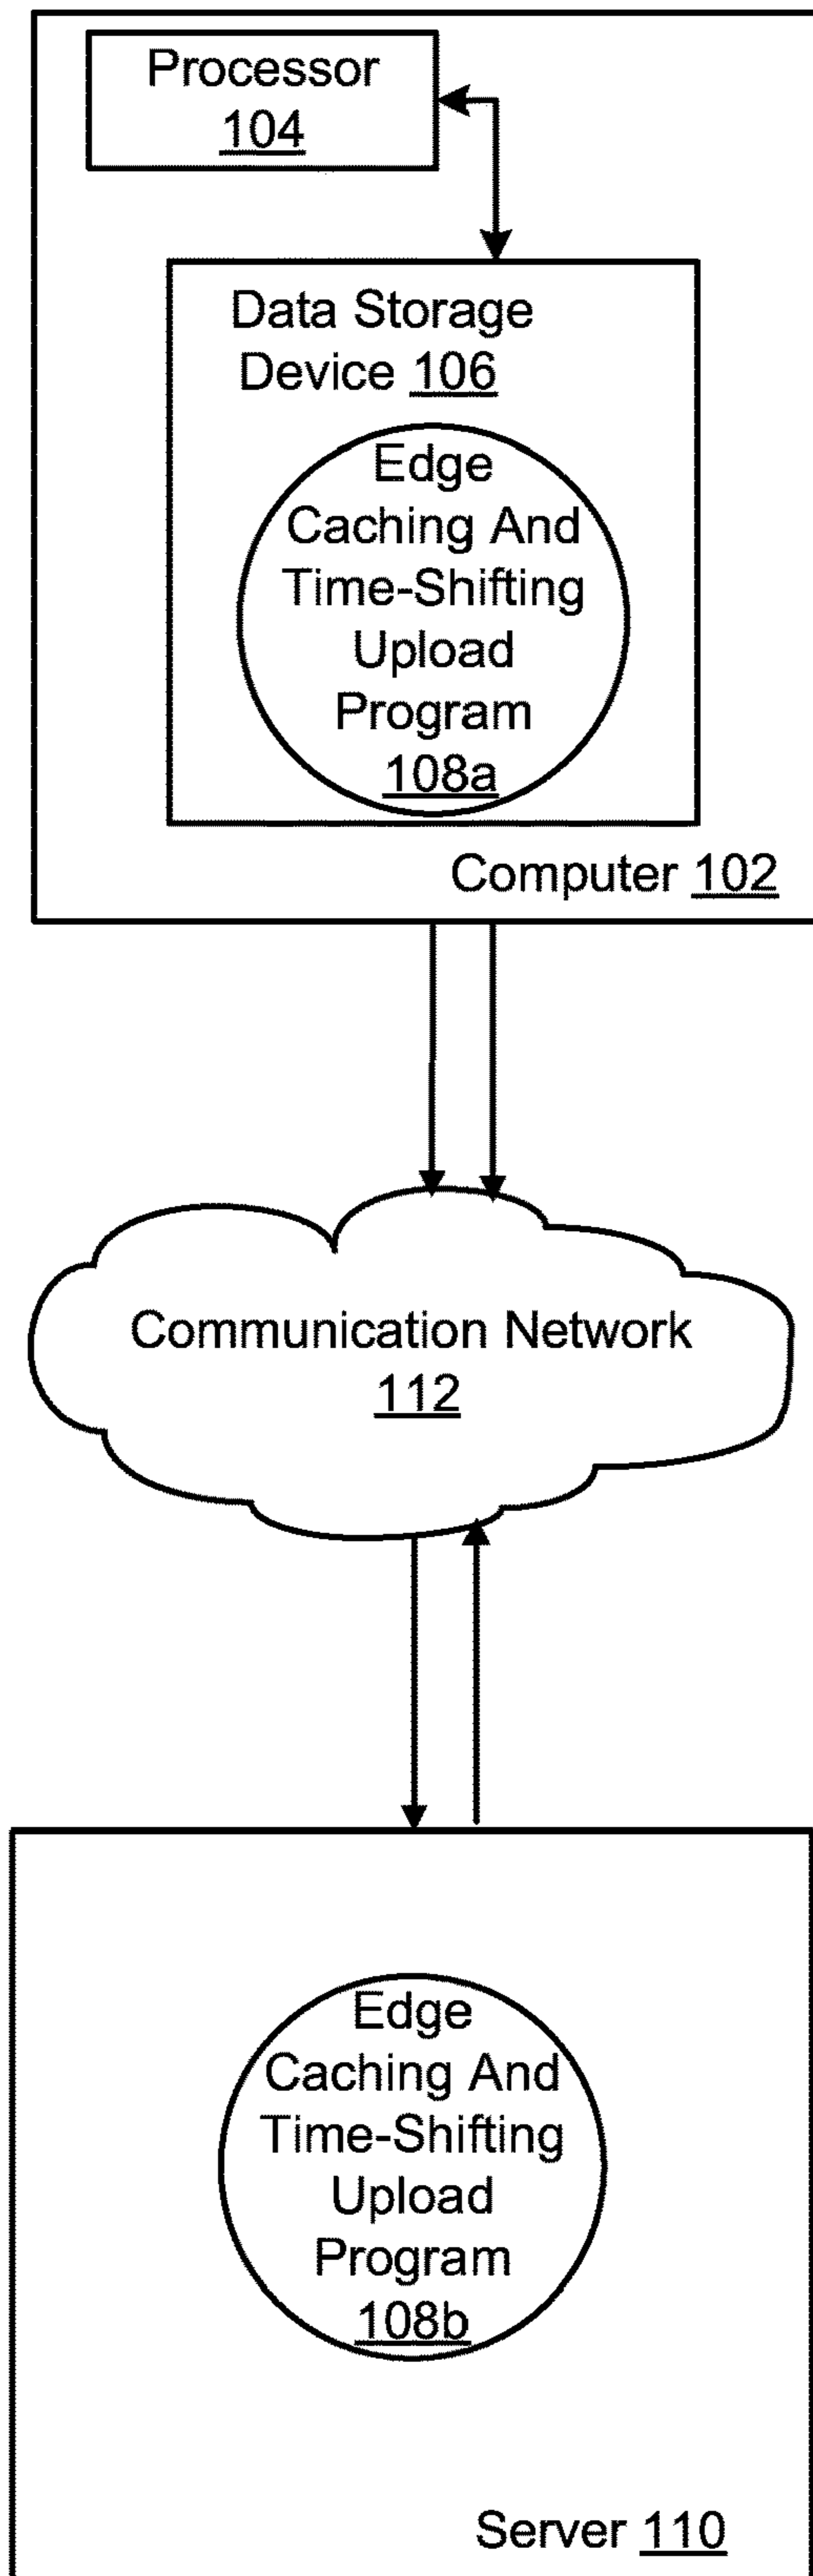 Processor
104
Data Storage
Device 106
Edge
Caching And
Time-Shifting
Upload
Program
108a
Computer 102
Communication Network
112
Edge
Caching And
Time-Shifting
Upload
Program
108b
Server 110